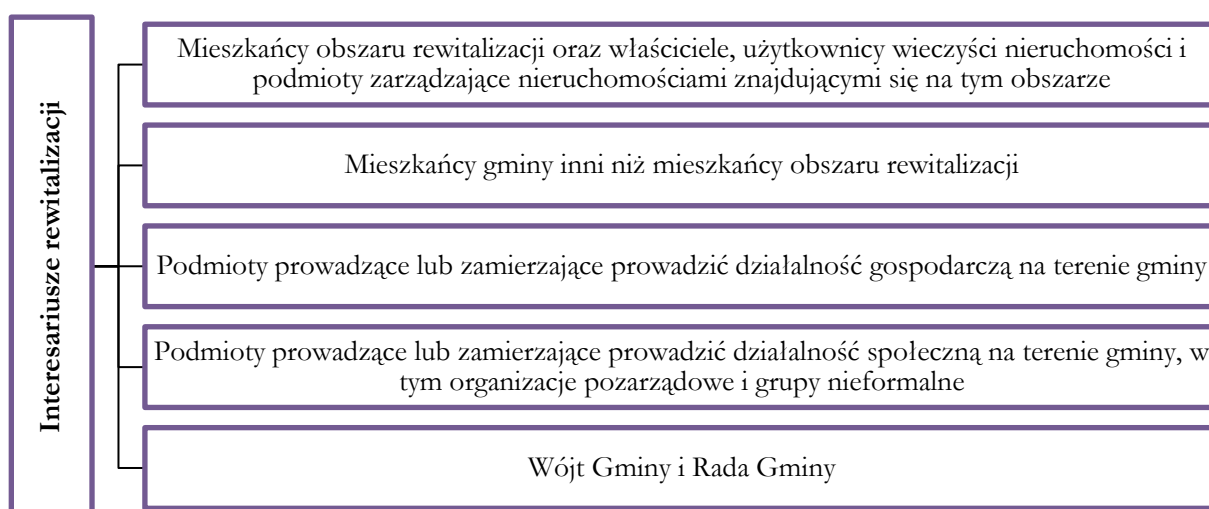 Interesariusze rewitalizacji
Mieszkańcy obszaru rewitalizacji oraz właściciele, użytkownicy wieczyści nieruchomości i
podmioty zarządzające nieruchomościami znajdującymi się na tym obszarze
Mieszkańcy gminy inni niż mieszkańcy obszaru rewitalizacji
Podmioty prowadzące lub zamierzające prowadzić działalność gospodarczą na terenie gminy
Podmioty prowadzące lub zamierzające prowadzić działalność społeczną na terenie gminy, w
tym organizacje pozarządowe i grupy nieformalne
Wójt Gminy i Rada Gminy